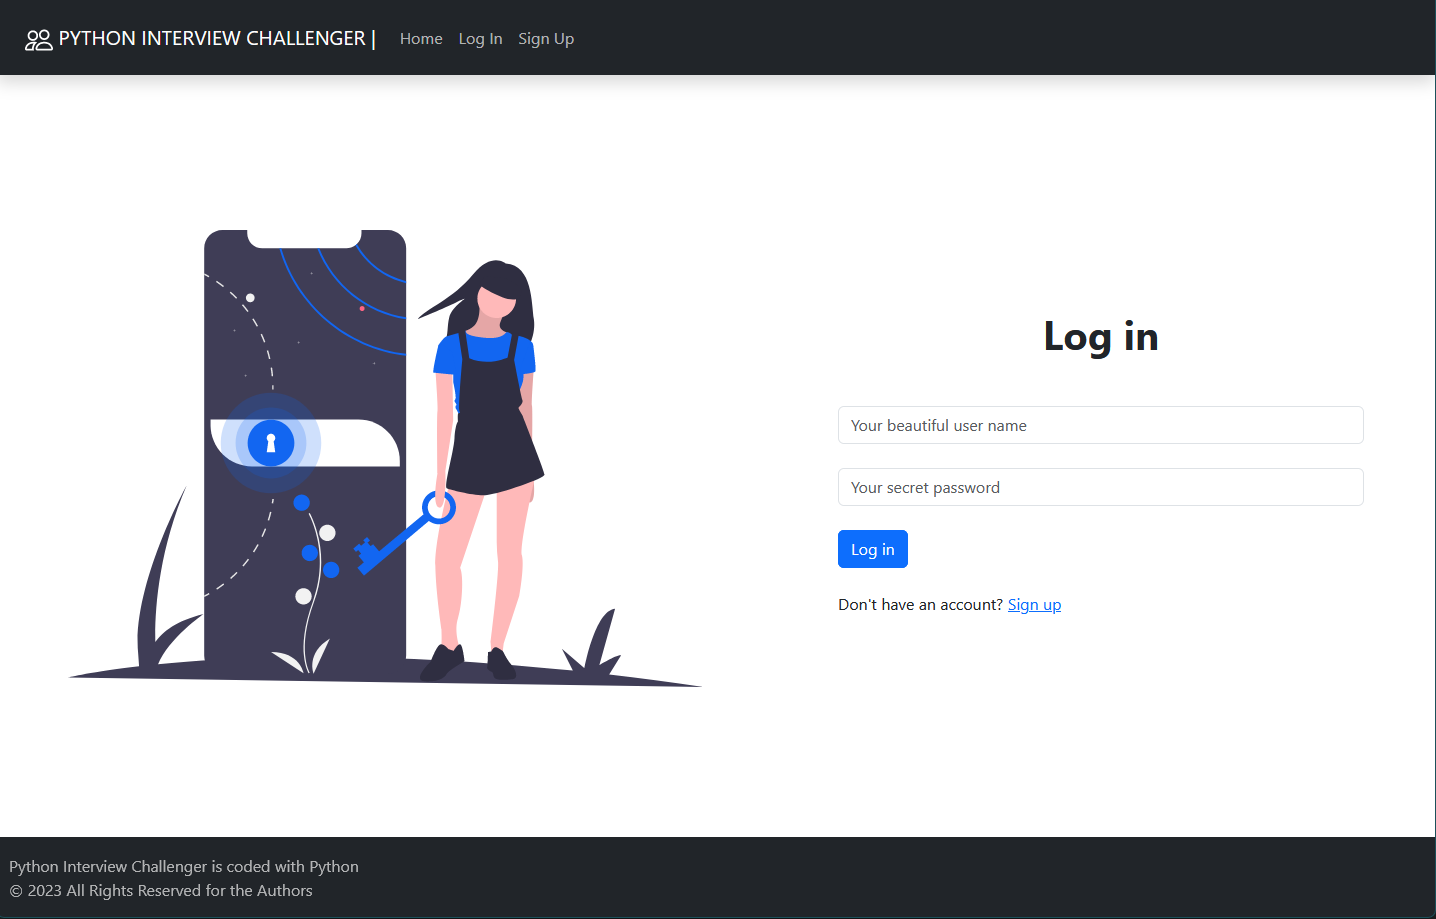 PYTHON INTERVIEW CHALLENGER | Home Log In Sign Up
Log in
Your beautiful user name
Your secret password
Log in
Don't have an account? Sign up
Python Interview Challenger is coded with Python
© 2023 All Rights Reserved for the Authors